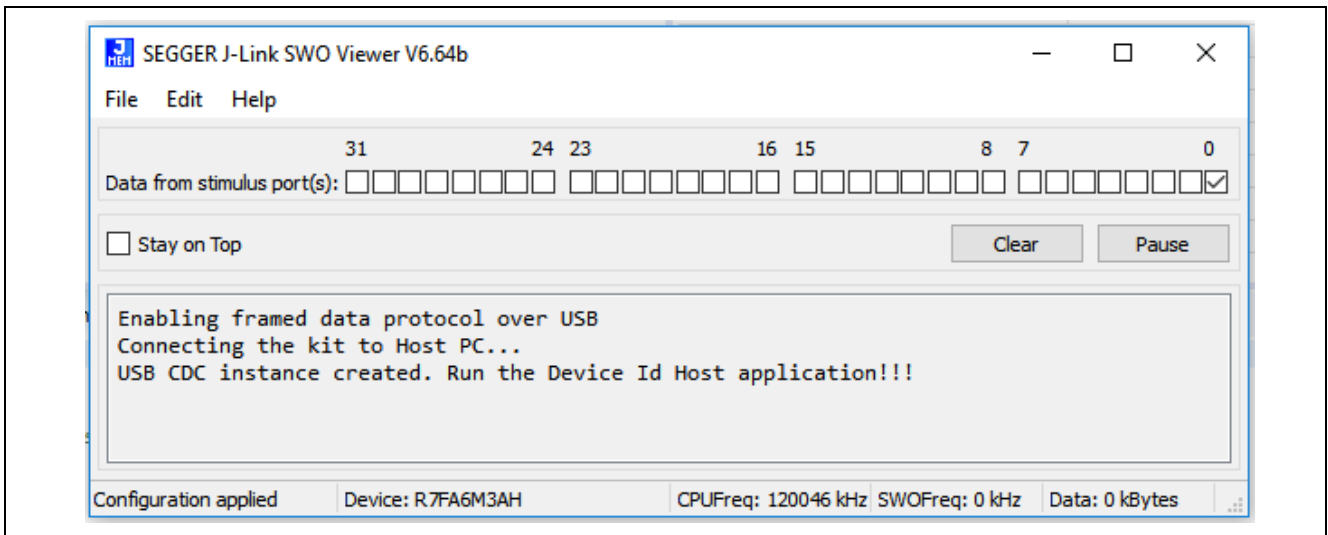 J
MEM
SEGGER J-Link SWO Viewer V6.64b
File Edit Help
31 24 23 16 15 8 7 0
Data from stimulus port(s):
Stay on Top
Clear
Pause
Enabling framed data protocol over USB
Connecting the kit to Host PC...
USB CDC instance created. Run the Device Id Host application!!!
Configuration applied Device: R7FA6M3AH CPUFreq: 120046 kHz SWOFreq: 0 kHz Data: 0 kBytes